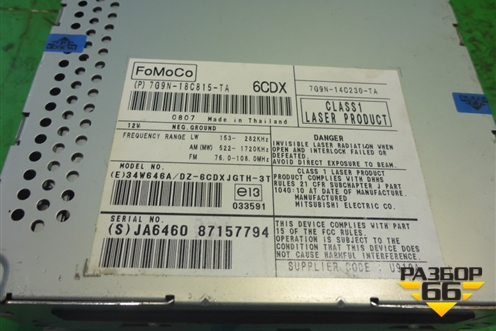 FoMoCo
(P) 7G9N-18C815-TA
6CDX
7G9N-14C230-TA
0807 Made in Thailand
CLASS1
LASER PRODUCT
12V NEG.GROUND
FREQUENCY RANGE LW 153- 282KHz
AM(MW) 522- 1720KHz
FM 76.0-108.0MHz
MODEL NO.
(E)34W646A/DZ-6CDXJGTH-3T
e13
033591
SERIAL NO.
(S)JA6460 87157794
DANGER
INVISIBLE LASER RADIATION WHEN
OPEN AND INTERLOCK FAILED OR
DEFEATED.
AVOID DIRECT EXPOSURE TO BEAM.
CLASS 1 LASER PRODUCT
THIS PRODUCT COMPLIES WITH DHHS
RULES 21 CFR SUBCHAPTER J PART
1040:10 AT DATE OF MANUFACTURE.
MANUFACTURED
MITSUBISHI ELECTRIC CO.
THIS DEVICE COMPLIES WITH PART
15 OF THE FCC RULES.
OPERATION IS SUBJECT TO THE
CONDITION THAT THIS DEVICE DOES
NOT CAUSE HARMFUL INTERFERENCE.
SUPPLIER CODE :
РАЗБОР
66